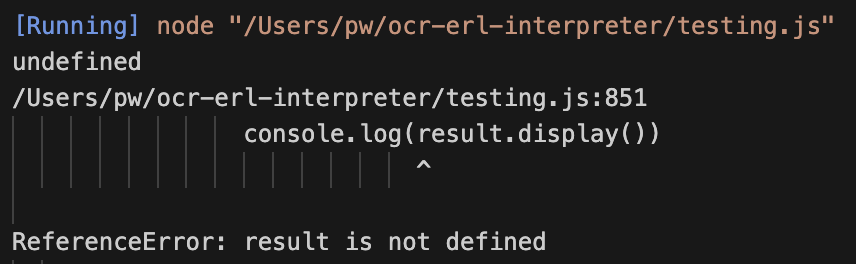 [Running] node "/Users/pw/ocr-erl-interpreter/testing.js"
undefined
/Users/pw/ocr-erl-interpreter/testing.js:851
console.log(result.display())
^
ReferenceError: result is not defined